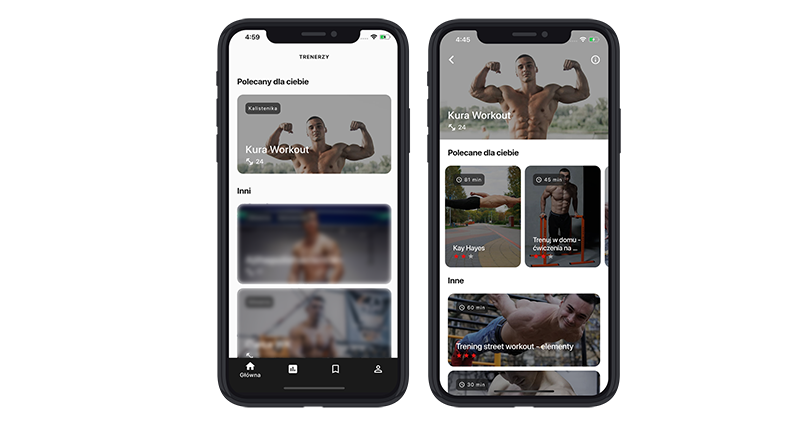 4:59
TRENERZY
Polecany dla ciebie
Kalistenika
Kura Workout
24
Inni
Główna
4:45
Kura Workout
24
Polecane dla ciebie
81 min
Kay Hayes
45 min
Trenuj w domu -
ćwiczenia na ...
Inne
60 min
Trening street workout - elementy
30 min